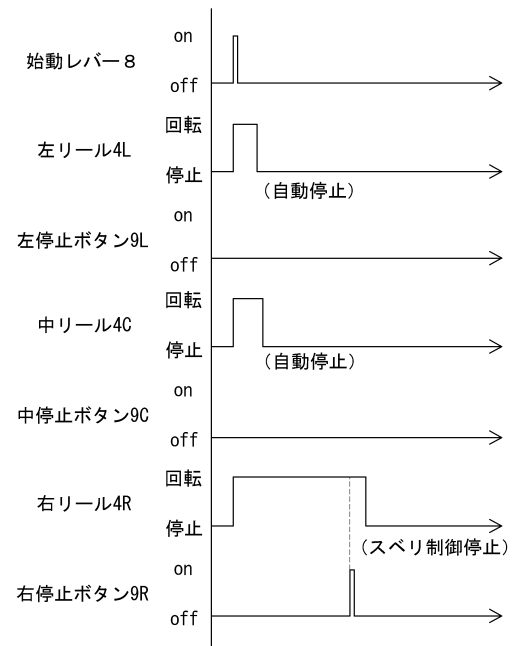 on
始動レバー８
off
回転
左リール4L
停止
（自動停止）
on
左停止ボタン9L
off
回転
中リール4C
停止
（自動停止）
on
中停止ボタン9C
off
回転
右リール4R
停止
（スベリ制御停止）
on
右停止ボタン9R
off